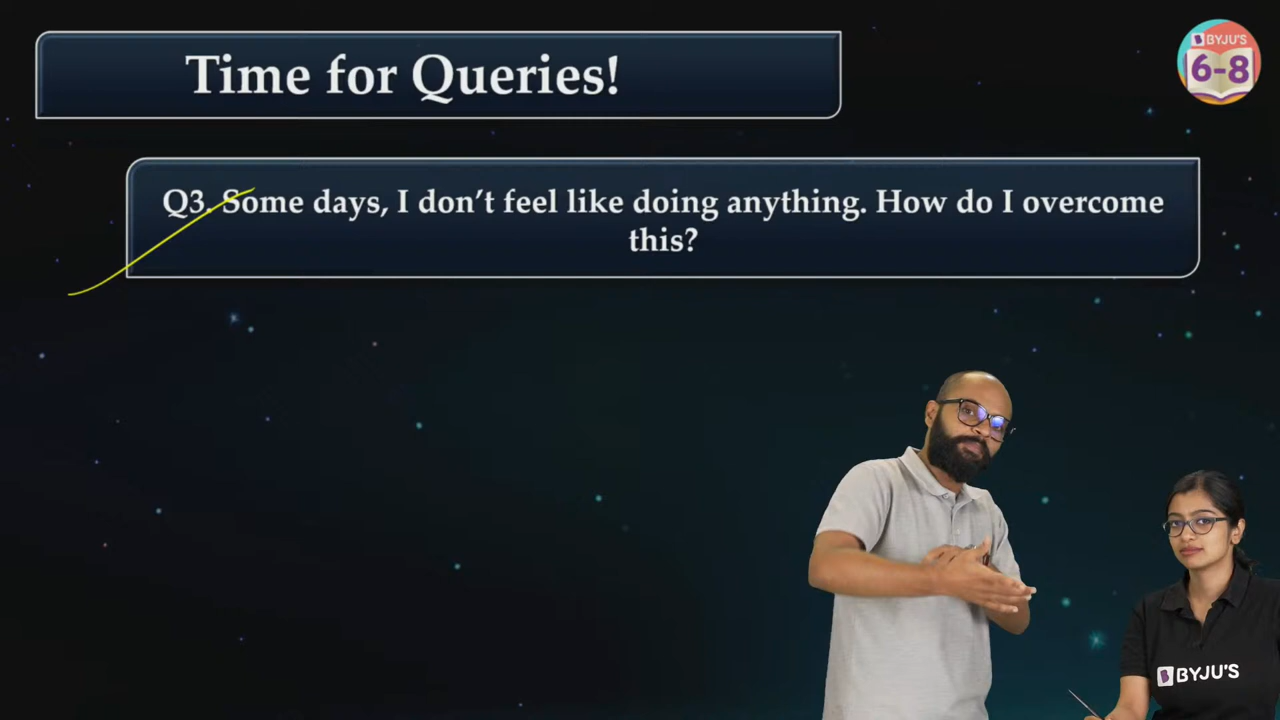 Time for Queries!
BYJU'S
6-8
Q3. Some days, I don't feel like doing anything. How do I overcome
this?
BYJU'S